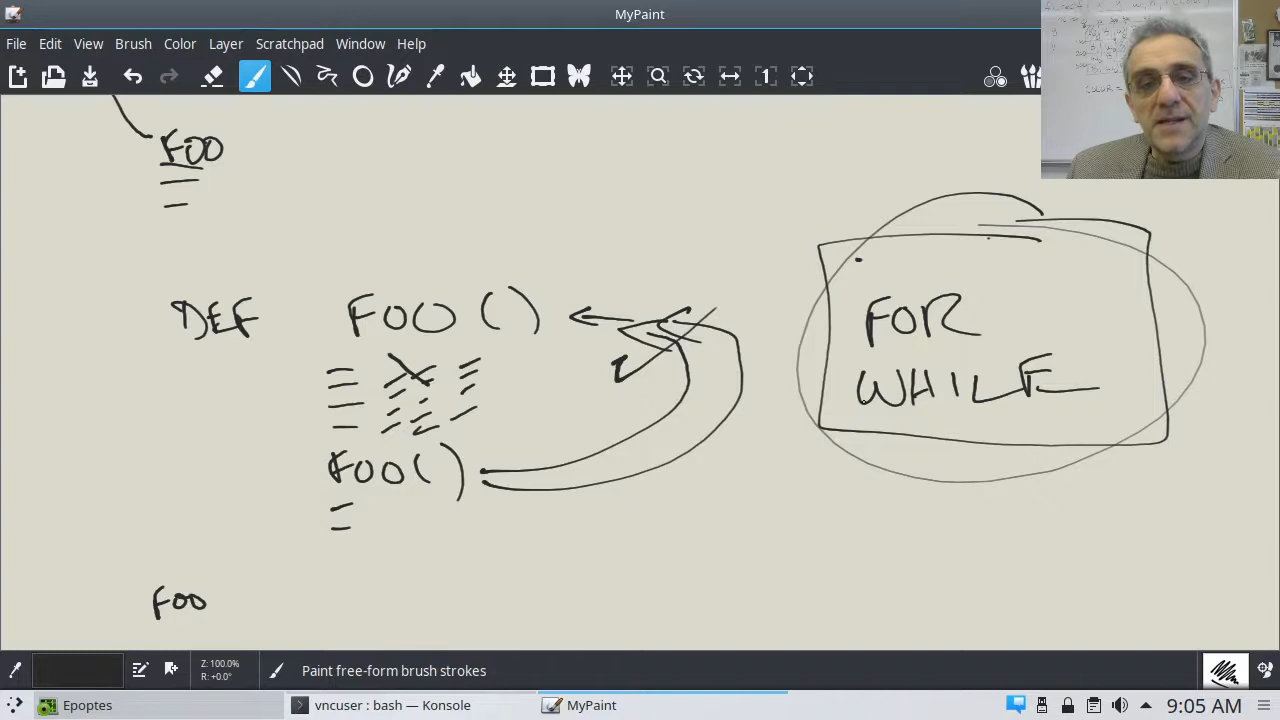 MyPaint
File Edit View Brush Color Layer Scratchpad Window Help
FOO
DEF FOO()
FOO()
FOO
FOR
WHILE
Z: 100.0%
R: +0.0°
Paint free-form brush strokes
Epoptes
vncuser : bash — Konsole
MyPaint
9:05 AM